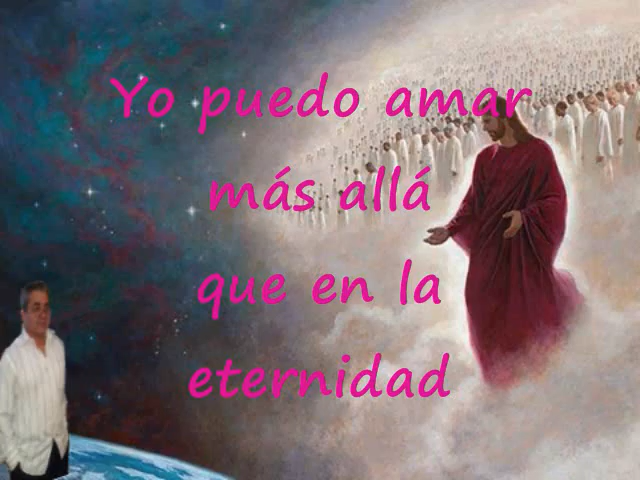 Yo puedo amar
más allá
que en la
eternidad